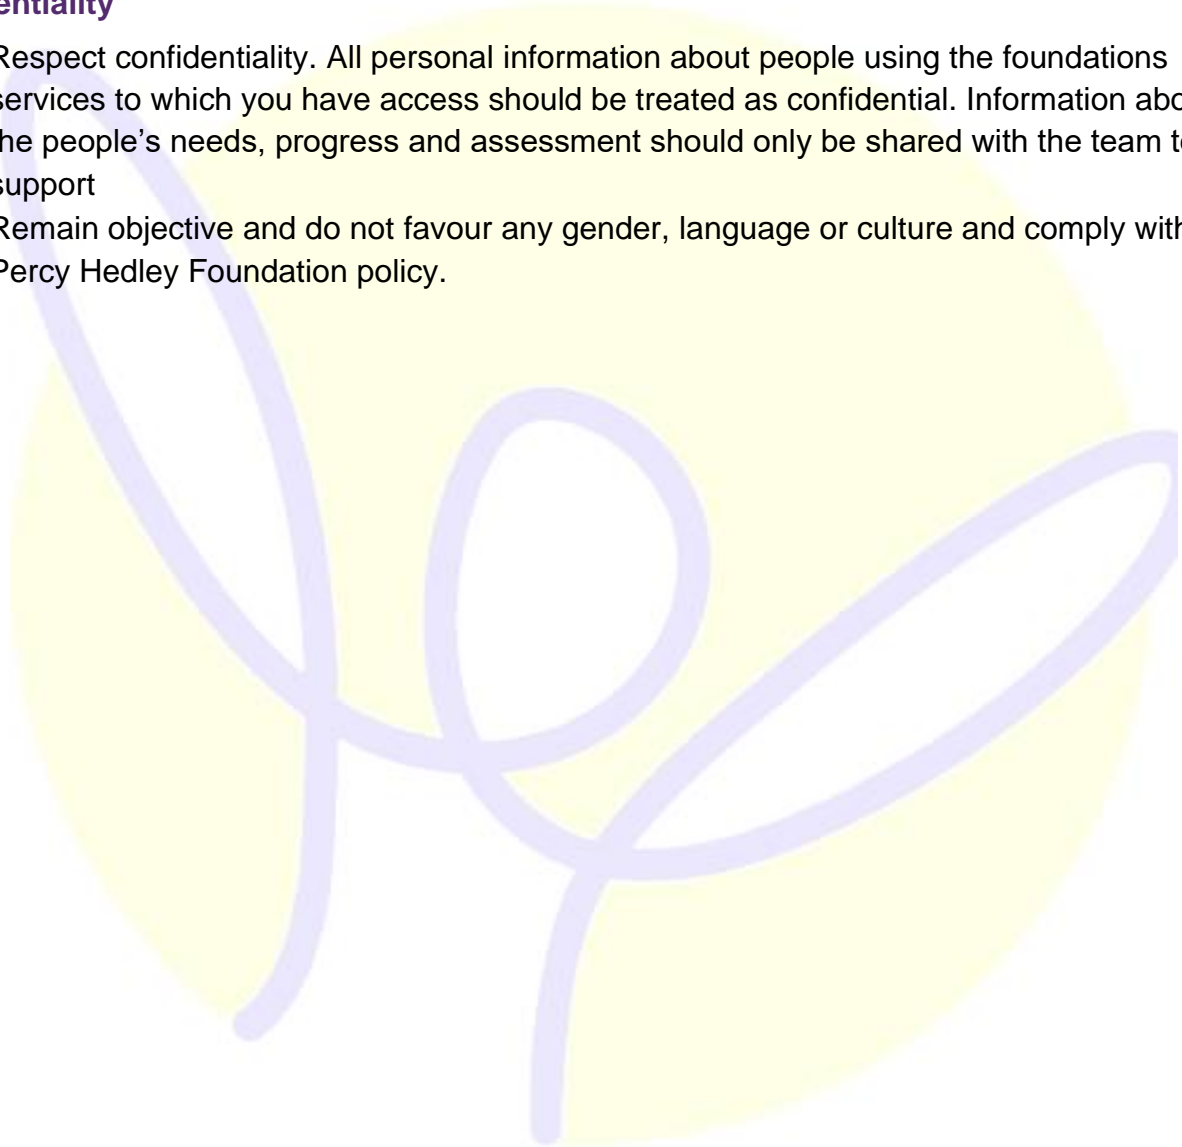 entiality
Respect confidentiality. All personal information about people using the foundations
services to which you have access should be treated as confidential. Information abo
the people’s needs, progress and assessment should only be shared with the team to
support
Remain objective and do not favour any gender, language or culture and comply with
Percy Hedley Foundation policy.